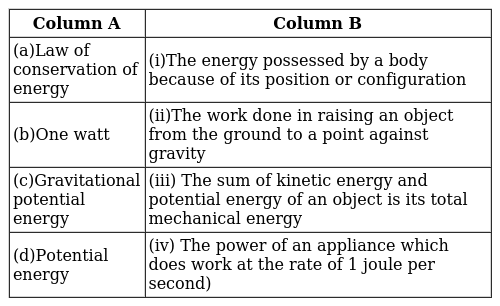 Column A
Column B
(a)Law of
conservation of
energy
(i)The energy possessed by a body
because of its position or configuration
(b)One watt
(ii)The work done in raising an object
from the ground to a point against
gravity
(c)Gravitational
potential
energy
(iii) The sum of kinetic energy and
potential energy of an object is its total
mechanical energy
(d)Potential
energy
(iv) The power of an appliance which
does work at the rate of 1 joule per
second)